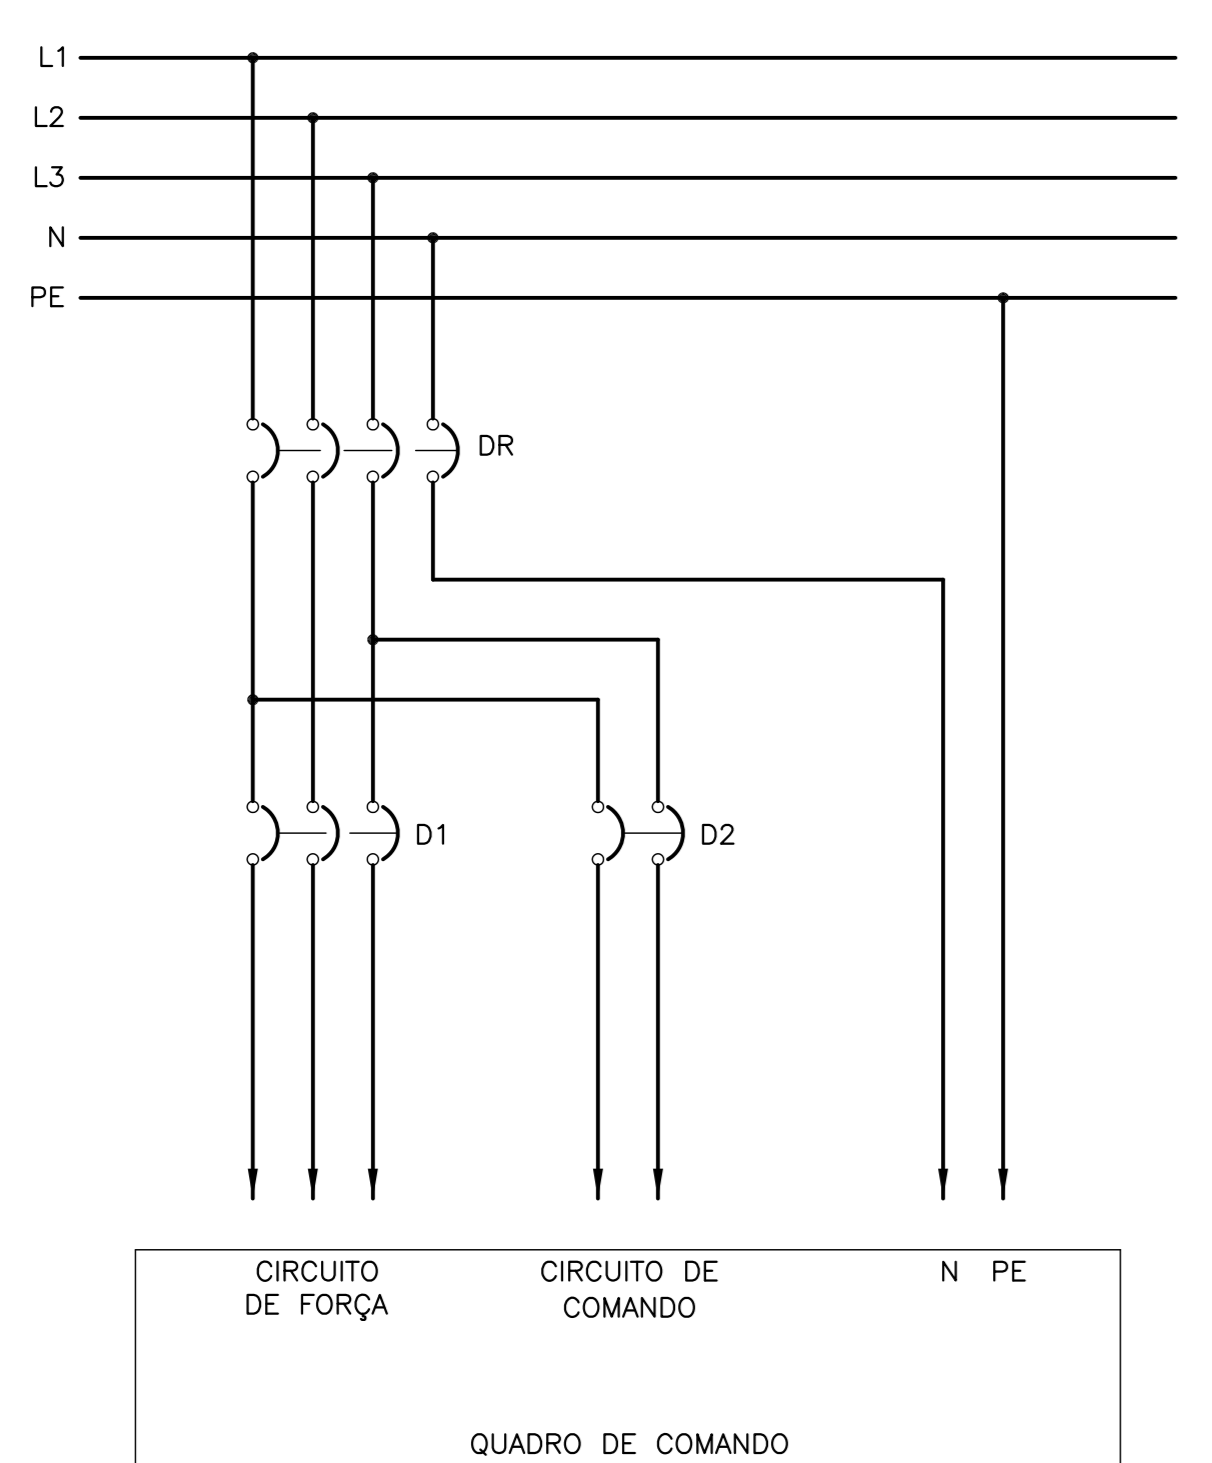 L1
L2
L3
N
PE
DR
D1
D2
CIRCUITO
DE FORÇA
CIRCUITO DE
COMANDO
N PE
QUADRO DE COMANDO